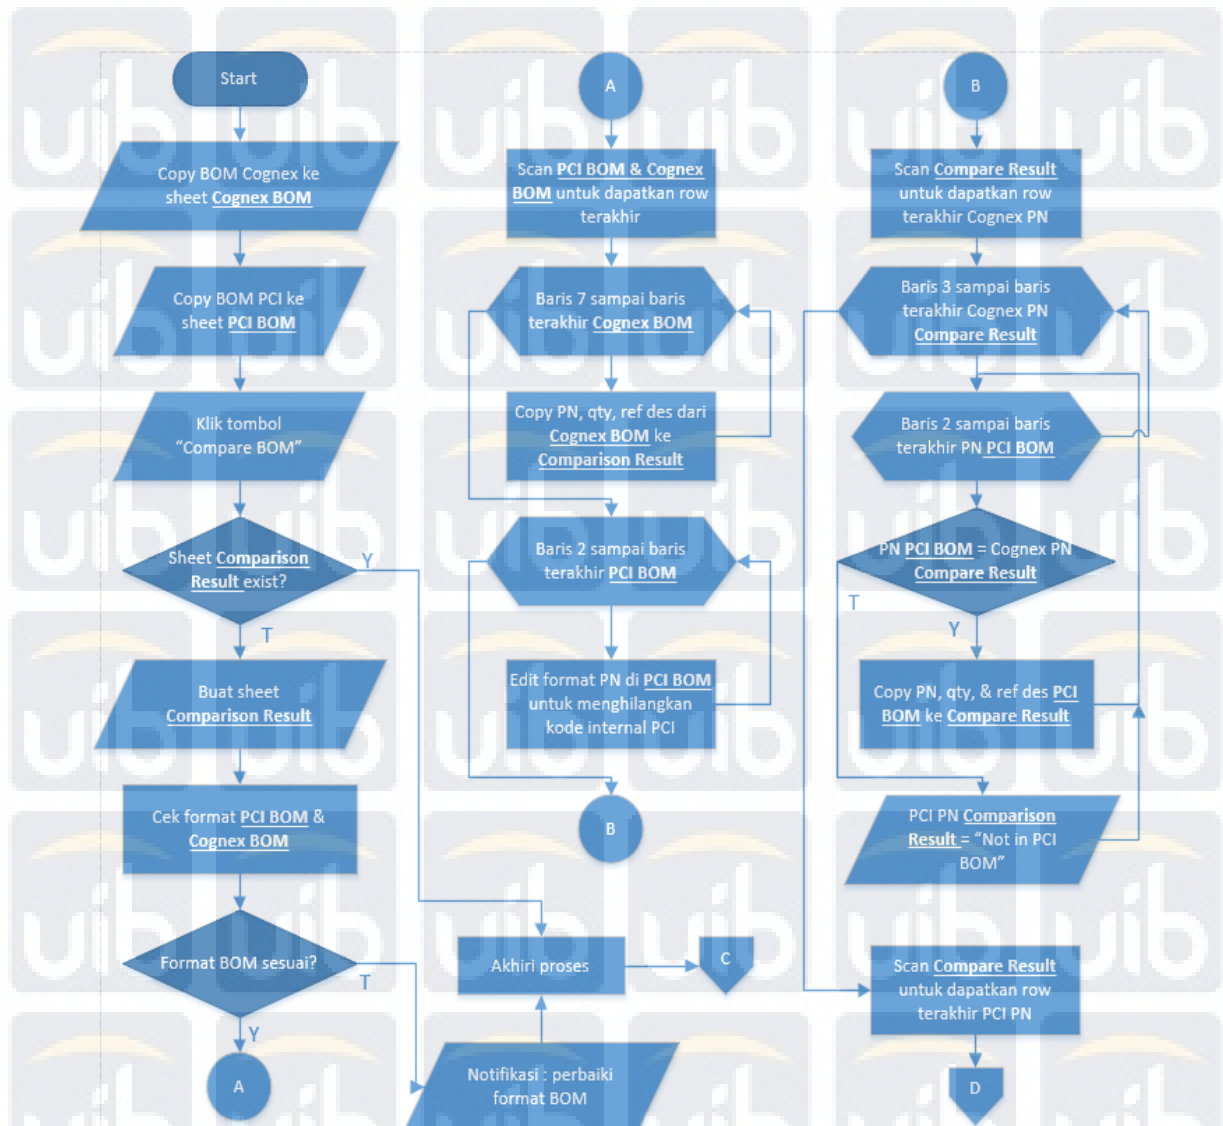 Start
Copy BOM Cognex ke
sheet Cognex BOM
Copy BOM PCI ke
sheet PCI BOM
Klik tombol
“Compare BOM”
Sheet Comparison
Result exist?
Y
T
Buat sheet
Comparison Result
Cek format PCI BOM &
Cognex BOM
Format BOM sesuai?
T
Y
A
A
Scan PCI BOM & Cognex
BOM untuk dapatkan row
terakhir
Baris 7 sampai baris
terakhir Cognex BOM
Copy PN, qty, ref des dari
Cognex BOM ke
Comparison Result
Baris 2 sampai baris
terakhir PCI BOM
Edit format PN di PCI BOM
untuk menghilangkan
kode internal PCI
B
Akhiri proses
C
Notifikasi : perbaiki
format BOM
B
Scan Compare Result
untuk dapatkan row
terakhir Cognex PN
Baris 3 sampai baris
terakhir Cognex PN
Compare Result
Baris 2 sampai baris
terakhir PN PCI BOM
PN PCI BOM = Cognex PN
Compare Result
T
Y
Copy PN, qty, & ref des PCI
BOM ke Compare Result
PCI PN Comparison
Result = “Not in PCI
BOM”
Scan Compare Result
untuk dapatkan row
terakhir PCI PN
D
uib